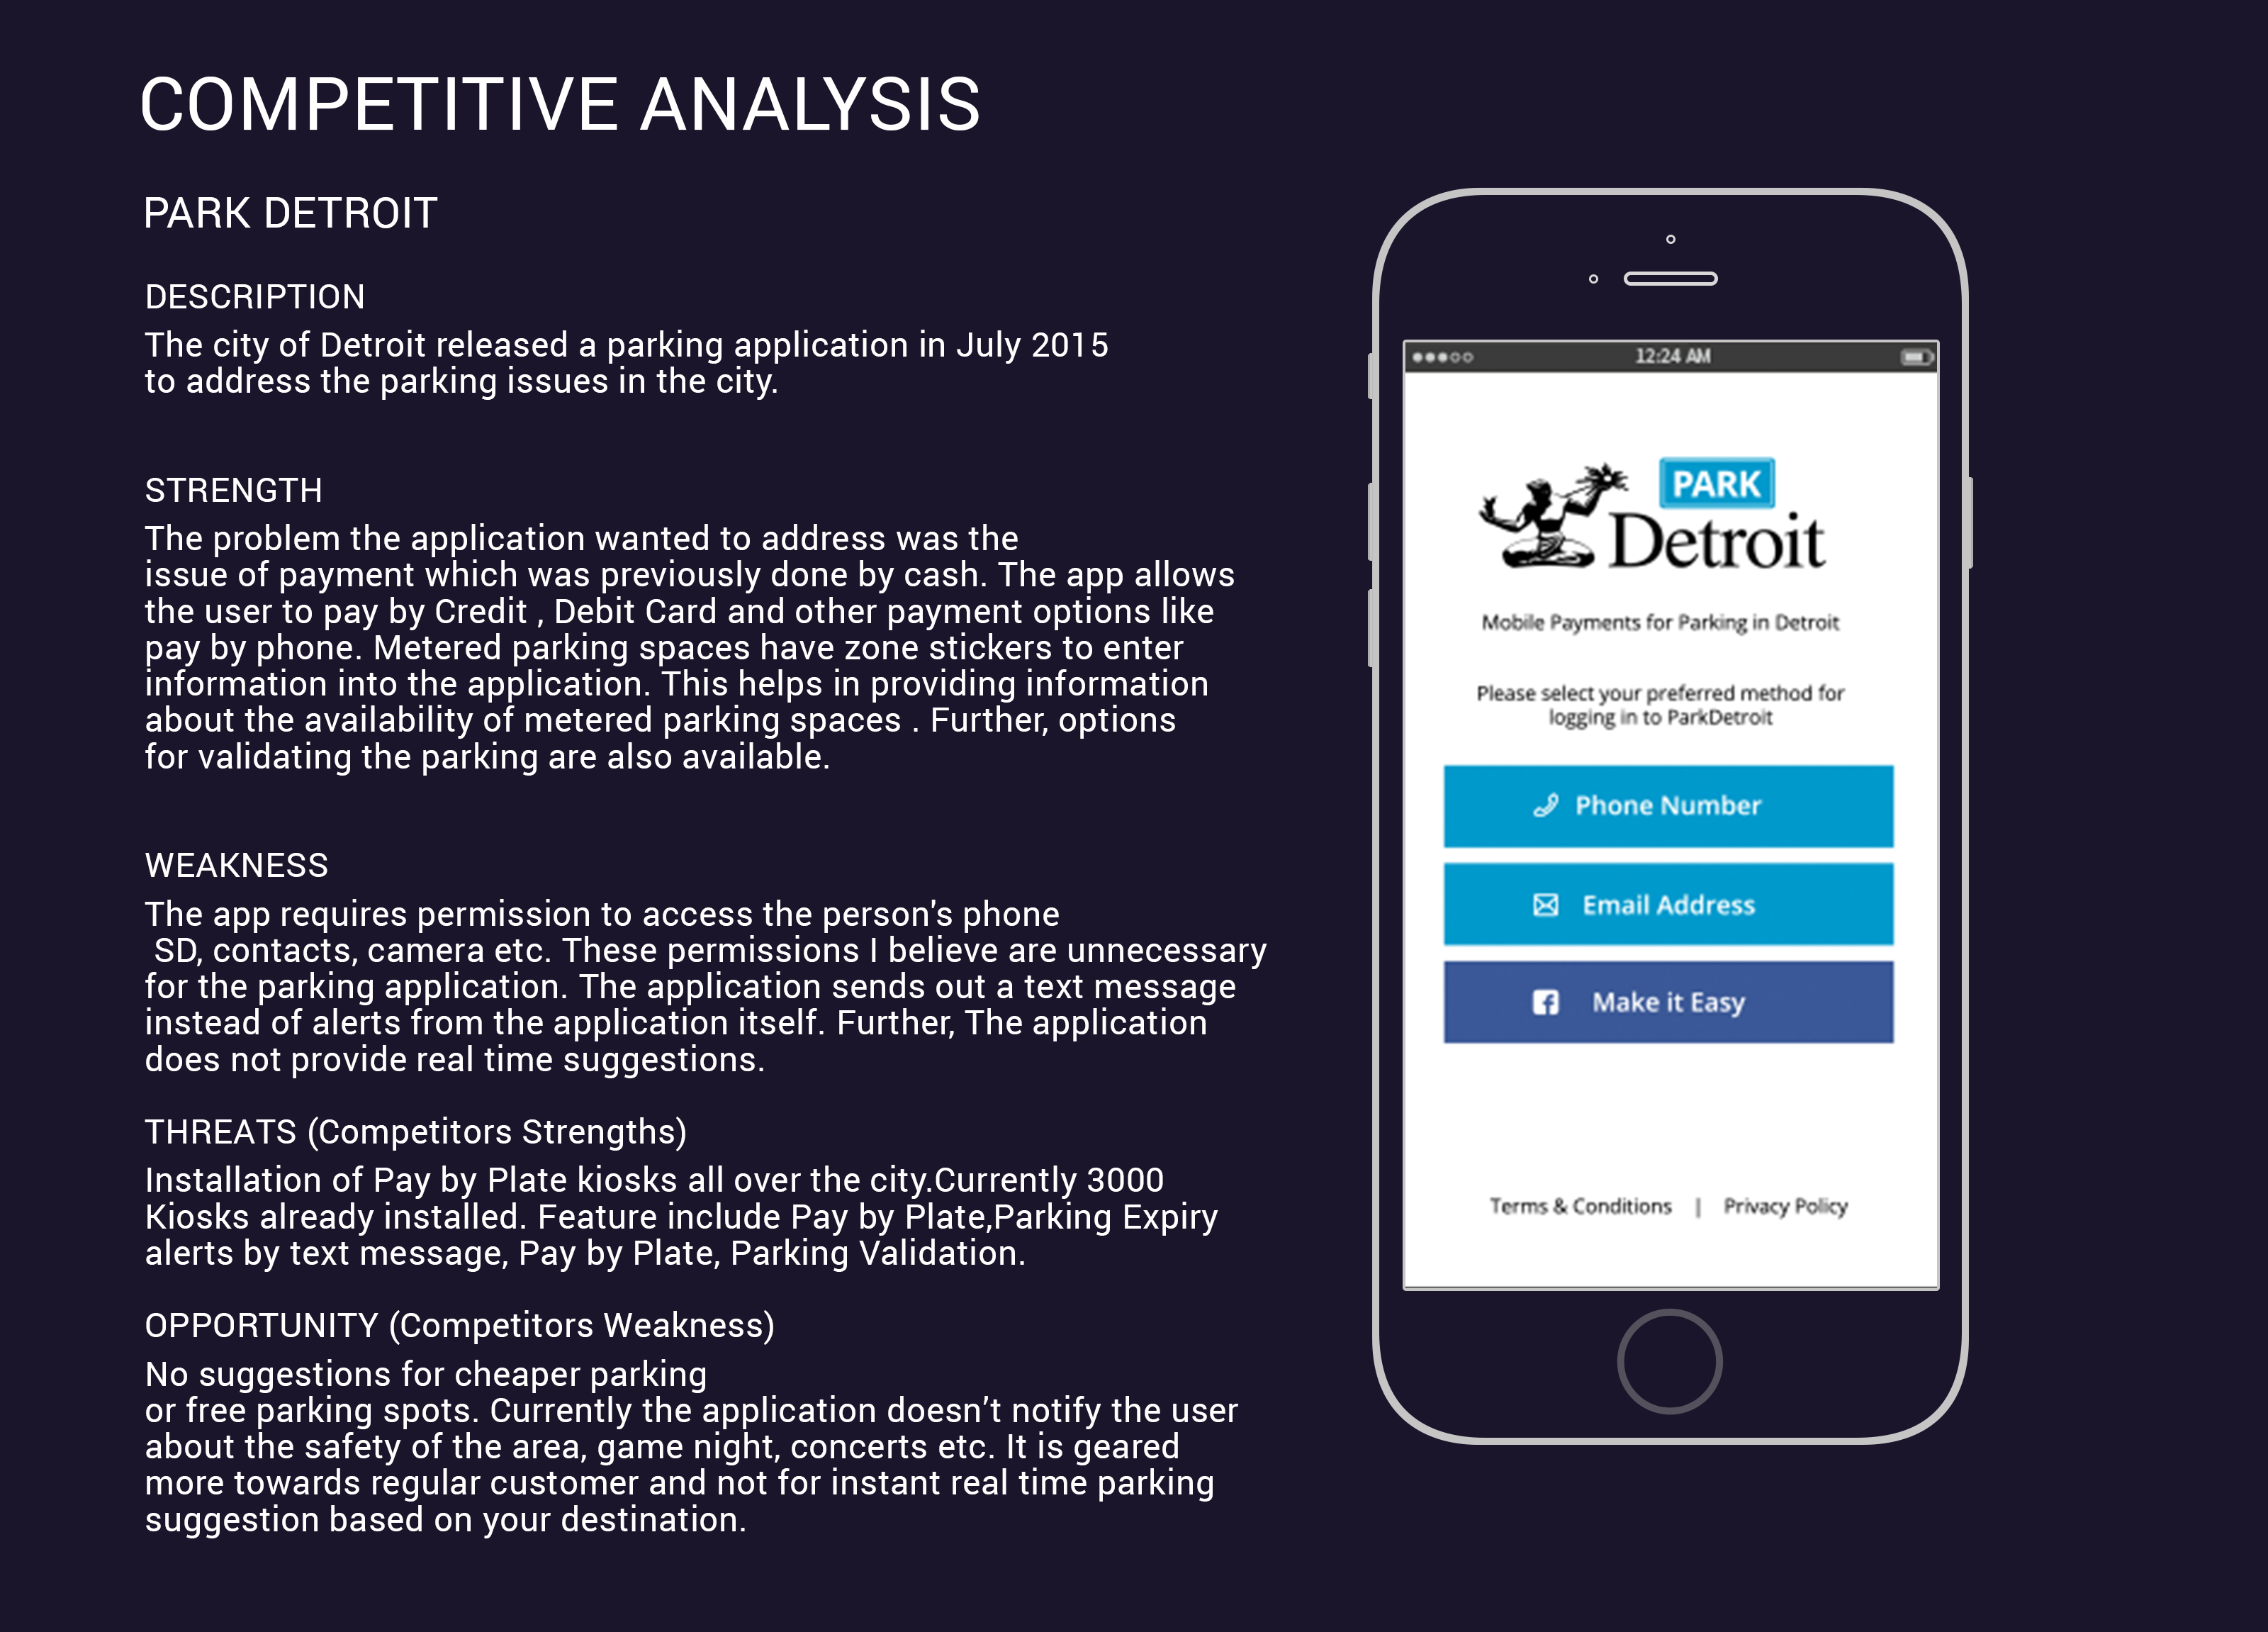 COMPETITIVE ANALYSIS
PARK DETROIT
DESCRIPTION
The city of Detroit released a parking application in July 2015
to address the parking issues in the city.
STRENGTH
The problem the application wanted to address was the
issue of payment which was previously done by cash. The app allows
the user to pay by Credit , Debit Card and other payment options like
pay by phone. Metered parking spaces have zone stickers to enter
information into the application. This helps in providing information
about the availability of metered parking spaces . Further, options
for validating the parking are also available.
WEAKNESS
The app requires permission to access the person's phone
SD, contacts, camera etc. These permissions I believe are unnecessary
for the parking application. The application sends out a text message
instead of alerts from the application itself. Further, The application
does not provide real time suggestions.
THREATS (Competitors Strengths)
Installation of Pay by Plate kiosks all over the city.Currently 3000
Kiosks already installed. Feature include Pay by Plate,Parking Expiry
alerts by text message, Pay by Plate, Parking Validation.
OPPORTUNITY (Competitors Weakness)
No suggestions for cheaper parking
or free parking spots. Currently the application doesn’t notify the user
about the safety of the area, game night, concerts etc. It is geared
more towards regular customer and not for instant real time parking
suggestion based on your destination.
12:24 AM
PARK
Detroit
Mobile Payments for Parking in Detroit
Please select your preferred method for
logging in to ParkDetroit
Phone Number
Email Address
Make it Easy
Terms & Conditions | Privacy Policy